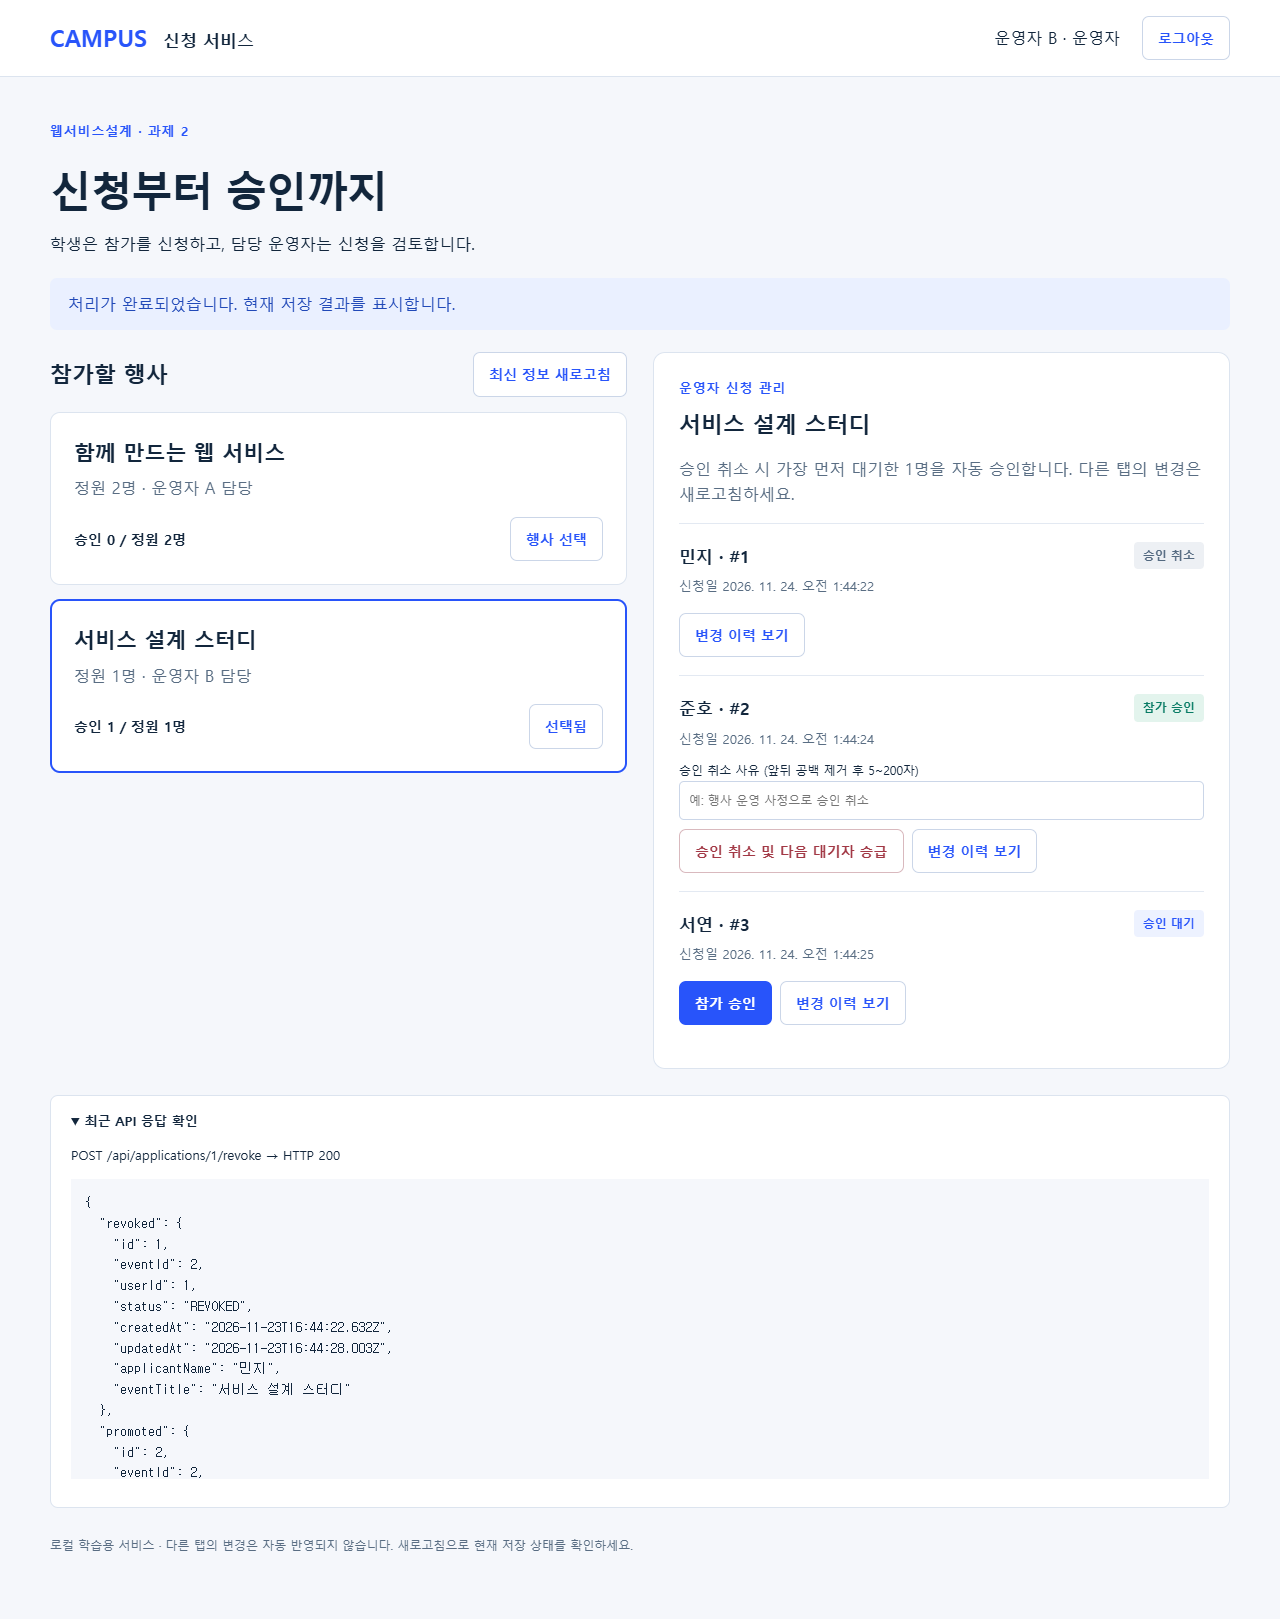 CAMPUS 신청 서비스
운영자 B · 운영자
로그아웃
웹서비스설계 · 과제 2
신청부터 승인까지
학생은 참가를 신청하고, 담당 운영자는 신청을 검토합니다.
처리가 완료되었습니다. 현재 저장 결과를 표시합니다.
참가할 행사
최신 정보 새로고침
함께 만드는 웹 서비스
정원 2명 · 운영자 A 담당
승인 0 / 정원 2명
행사 선택
서비스 설계 스터디
정원 1명 · 운영자 B 담당
승인 1 / 정원 1명
선택됨
운영자 신청 관리
서비스 설계 스터디
승인 취소 시 가장 먼저 대기한 1명을 자동 승인합니다. 다른 탭의 변경은
새로고침하세요.
민지 · #1
승인 취소
신청일 2026. 11. 24. 오전 1:44:22
변경 이력 보기
준호 · #2
참가 승인
신청일 2026. 11. 24. 오전 1:44:24
승인 취소 사유 (앞뒤 공백 제거 후 5~200자)
예: 행사 운영 사정으로 승인 취소
승인 취소 및 다음 대기자 승급
변경 이력 보기
서연 · #3
승인 대기
신청일 2026. 11. 24. 오전 1:44:25
참가 승인
변경 이력 보기
▼ 최근 API 응답 확인
POST /api/applications/1/revoke → HTTP 200
{
"revoked": {
"id": 1,
"eventId": 2,
"userId": 1,
"status": "REVOKED",
"createdAt": "2026-11-23T16:44:22.632Z",
"updatedAt": "2026-11-23T16:44:28.003Z",
"applicantName": "민지",
"eventTitle": "서비스 설계 스터디"
},
"promoted": {
"id": 2,
"eventId": 2,
로컬 학습용 서비스 · 다른 탭의 변경은 자동 반영되지 않습니다. 새로고침으로 현재 저장 상태를 확인하세요.